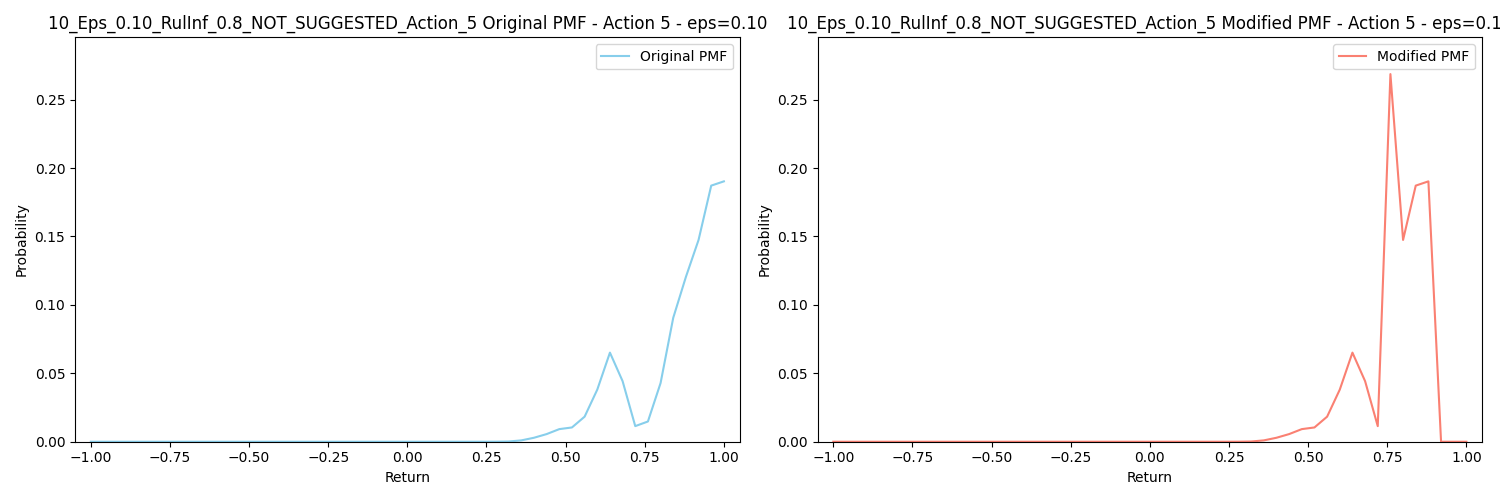 10_Eps_0.10_RulInf_0.8_NOT_SUGGESTED_Action_5 Original PMF - Action 5 - eps=0.10
Original PMF
0.25
0.20
0.15
0.10
0.05
0.00
Probability
−1.00 −0.75 −0.50 −0.25 0.00 0.25 0.50 0.75 1.00
Return
10_Eps_0.10_RulInf_0.8_NOT_SUGGESTED_Action_5 Modified PMF - Action 5 - eps=0.1
Modified PMF
0.25
0.20
0.15
0.10
0.05
0.00
Probability
−1.00 −0.75 −0.50 −0.25 0.00 0.25 0.50 0.75 1.00
Return